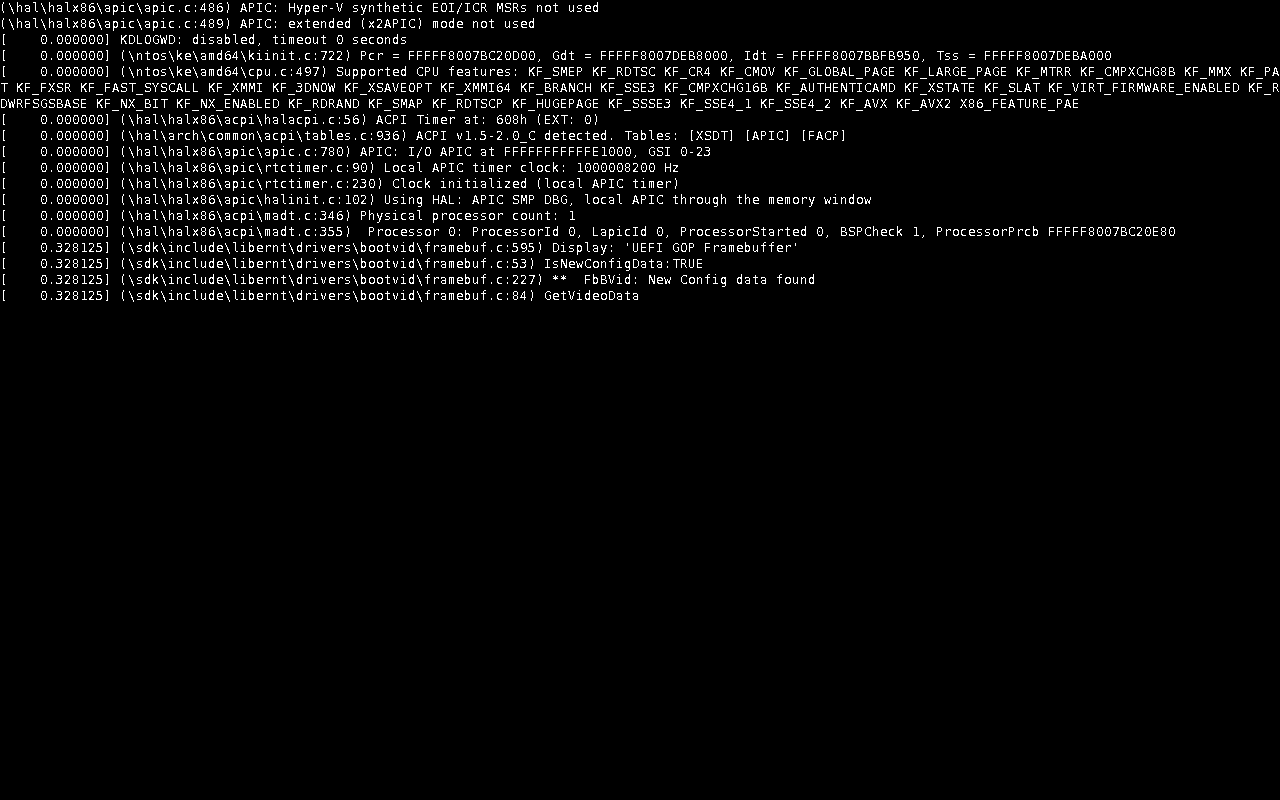 (\hal\halx86\apic\apic.c:486) APIC: Hyper-V synthetic EOI/ICR MSRs not used
(\hal\halx86\apic\apic.c:489) APIC: extended (x2APIC) mode not used
[    0.000000] KDLOGWD: disabled, timeout 0 seconds
[    0.000000] (\ntos\ke\amd64\kiinit.c:722) Pcr = FFFFF8007BC20D00, Gdt = FFFFF8007DEB8000, Idt = FFFFF8007BBFB950, Tss = FFFFF8007DEBA000
[    0.000000] (\ntos\ke\amd64\cpu.c:497) Supported CPU features: KF_SMEP KF_RDTSC KF_CR4 KF_CMOV KF_GLOBAL_PAGE KF_LARGE_PAGE KF_MTRR KF_CMPXCHG8B KF_MMX KF_PA
T KF_FXSR KF_FAST_SYSCALL KF_XMMI KF_3DNOW KF_XSAVEOPT KF_XMMI64 KF_BRANCH KF_SSE3 KF_CMPXCHG16B KF_AUTHENTICAMD KF_XSTATE KF_SLAT KF_VIRT_FIRMWARE_ENABLED KF_R
DWRFSGSBASE KF_NX_BIT KF_NX_ENABLED KF_RDRAND KF_SMAP KF_RDTSCP KF_HUGEPAGE KF_SSSE3 KF_SSE4_1 KF_SSE4_2 KF_AVX KF_AVX2 X86_FEATURE_PAE
[    0.000000] (\hal\halx86\acpi\halacpi.c:56) ACPI Timer at: 608h (EXT: 0)
[    0.000000] (\hal\arch\common\acpi\tables.c:936) ACPI v1.5-2.0_C detected. Tables: [XSDT] [APIC] [FACP]
[    0.000000] (\hal\halx86\apic\apic.c:780) APIC: I/O APIC at FFFFFFFFFFFE1000, GSI 0-23
[    0.000000] (\hal\halx86\apic\rtctimer.c:90) Local APIC timer clock: 1000008200 Hz
[    0.000000] (\hal\halx86\apic\rtctimer.c:230) Clock initialized (local APIC timer)
[    0.000000] (\hal\halx86\apic\halinit.c:102) Using HAL: APIC SMP DBG, local APIC through the memory window
[    0.000000] (\hal\halx86\acpi\madt.c:346) Physical processor count: 1
[    0.000000] (\hal\halx86\acpi\madt.c:355)  Processor 0: ProcessorId 0, LapicId 0, ProcessorStarted 0, BSPCheck 1, ProcessorPrcb FFFFF8007BC20E80
[    0.328125] (\sdk\include\libernt\drivers\bootvid\framebuf.c:595) Display: 'UEFI GOP Framebuffer'
[    0.328125] (\sdk\include\libernt\drivers\bootvid\framebuf.c:53) IsNewConfigData:TRUE
[    0.328125] (\sdk\include\libernt\drivers\bootvid\framebuf.c:227) **  FbBVid: New Config data found
[    0.328125] (\sdk\include\libernt\drivers\bootvid\framebuf.c:84) GetVideoData